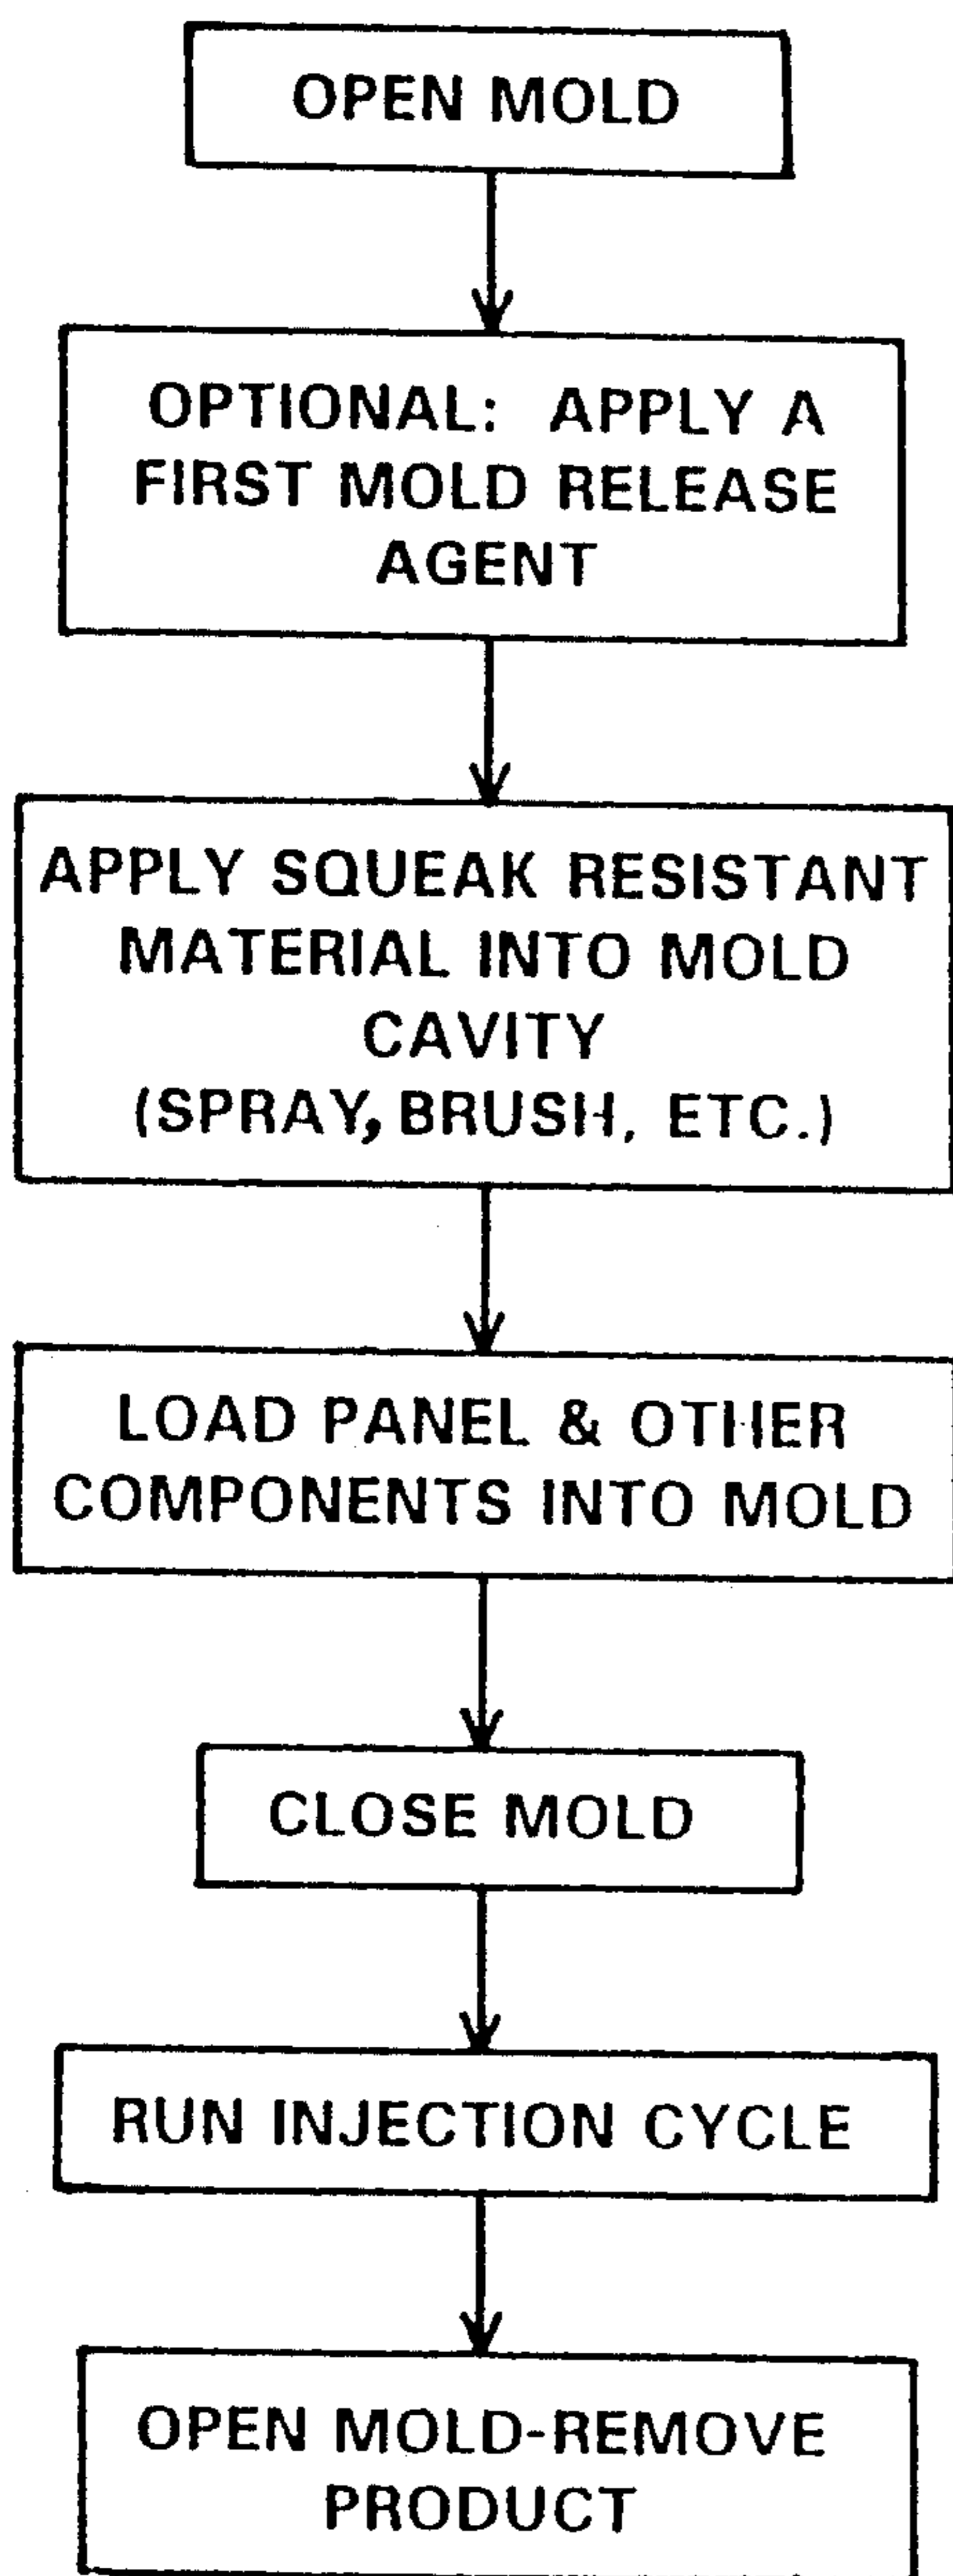 OPEN MOLD
OPTIONAL: APPLY A
FIRST MOLD RELEASE
AGENT
APPLY SQUEAK RESISTANT
MATERIAL INTO MOLD
CAVITY
(SPRAY, BRUSH, ETC.)
LOAD PANEL & OTHER
COMPONENTS INTO MOLD
CLOSE MOLD
RUN INJECTION CYCLE
OPEN MOLD-REMOVE
PRODUCT